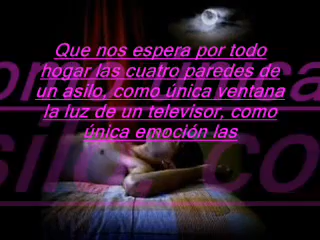 Que nos espera por todo
hogar las cuatro paredes de
un asilo, como única ventana
la luz de un televisor, como
única emoción las